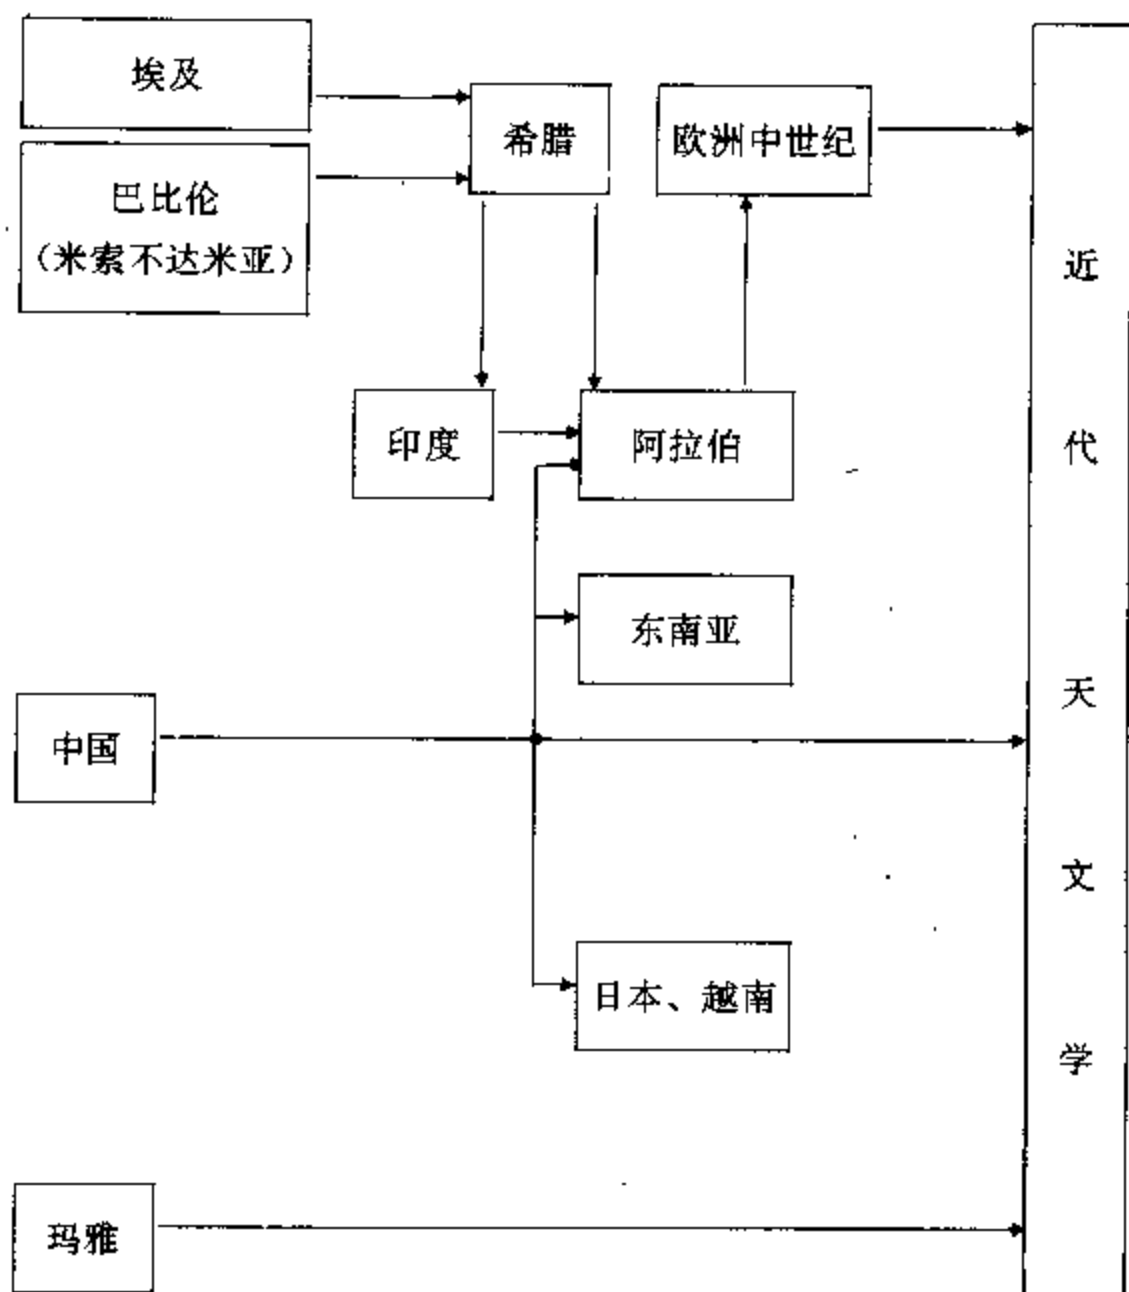 埃及
希腊
欧洲中世纪
巴比伦
（米索不达米亚）
印度
阿拉伯
东南亚
中国
日本、越南
玛雅
近代天文学